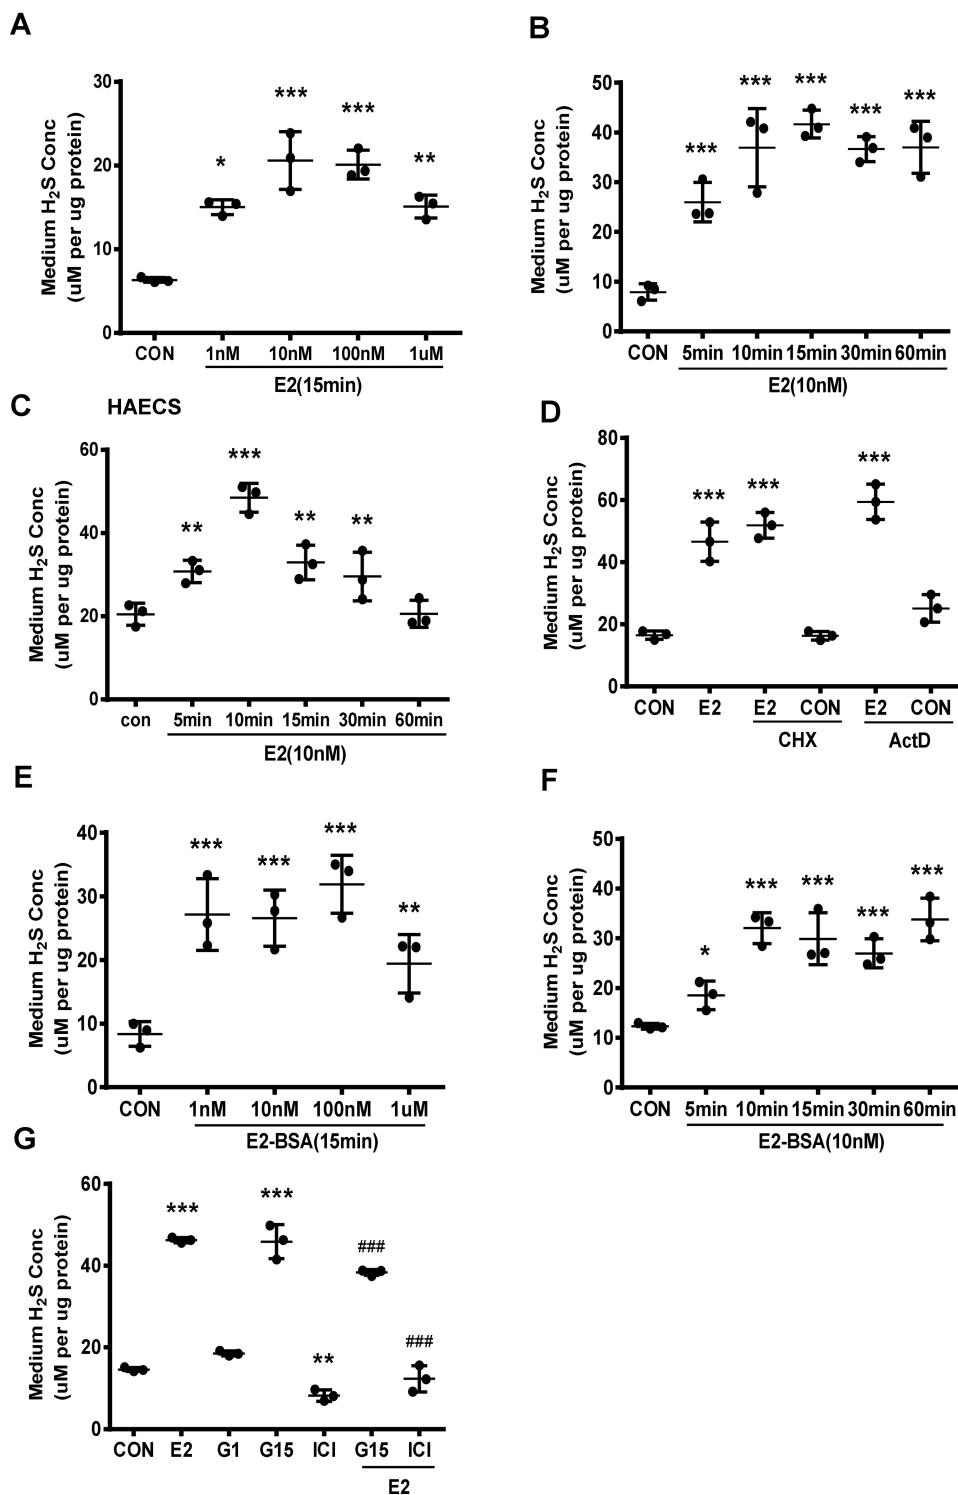 A
Medium H₂S Conc
(uM per ug protein)
30
20
10
0
*
***
***
**
CON 1nM 10nM 100nM 1uM
E2(15min)
B
Medium H₂S Conc
(uM per ug protein)
50
40
30
20
10
0
***
***
***
***
***
CON 5min 10min 15min 30min 60min
E2(10nM)
C
HAECS
Medium H₂S Conc
(uM per ug protein)
60
40
20
0
**
***
**
**
con 5min 10min 15min 30min 60min
E2(10nM)
D
Medium H₂S Conc
(uM per ug protein)
80
60
40
20
0
***
***
***
CON E2 E2 CON E2 CON
CHX ActD
E
Medium H₂S Conc
(uM per ug protein)
40
30
20
10
0
***
***
***
**
CON 1nM 10nM 100nM 1uM
E2-BSA(15min)
F
Medium H₂S Conc
(uM per ug protein)
50
40
30
20
10
0
*
***
***
***
***
CON 5min 10min 15min 30min 60min
E2-BSA(10nM)
G
Medium H₂S Conc
(uM per ug protein)
60
40
20
0
***
***
**
###
###
CON E2 G1 G15 ICI G15 ICI
E2